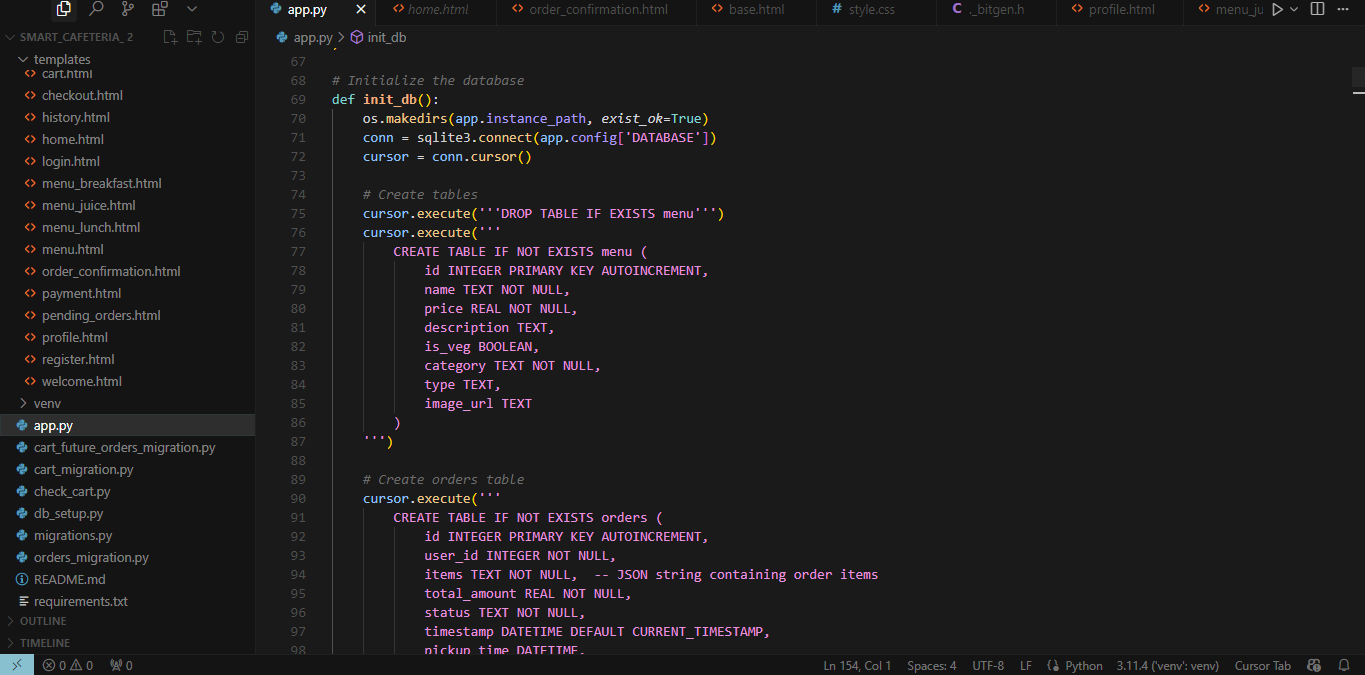 app.py
home.html
order_confirmation.html
base.html
style.css
._bitgen.h
profile.html
menu_ju
SMART_CAFETERIA_ 2
app.py > init_db
templates
cart.html
checkout.html
history.html
home.html
login.html
menu_breakfast.html
menu_juice.html
menu_lunch.html
menu.html
order_confirmation.html
payment.html
pending_orders.html
profile.html
register.html
welcome.html
venv
app.py
cart_future_orders_migration.py
cart_migration.py
check_cart.py
db_setup.py
migrations.py
orders_migration.py
README.md
requirements.txt
OUTLINE
TIMELINE
67
68 # Initialize the database
69 def init_db():
70 os.makedirs(app.instance_path, exist_ok=True)
71 conn = sqlite3.connect(app.config['DATABASE'])
72 cursor = conn.cursor()
73
74 # Create tables
75 cursor.execute('''DROP TABLE IF EXISTS menu''')
76 cursor.execute('''
77 CREATE TABLE IF NOT EXISTS menu (
78 id INTEGER PRIMARY KEY AUTOINCREMENT,
79 name TEXT NOT NULL,
80 price REAL NOT NULL,
81 description TEXT,
82 is_veg BOOLEAN,
83 category TEXT NOT NULL,
84 type TEXT,
85 image_url TEXT
86 )
87 ''')
88
89 # Create orders table
90 cursor.execute('''
91 CREATE TABLE IF NOT EXISTS orders (
92 id INTEGER PRIMARY KEY AUTOINCREMENT,
93 user_id INTEGER NOT NULL,
94 items TEXT NOT NULL,  -- JSON string containing order items
95 total_amount REAL NOT NULL,
96 status TEXT NOT NULL,
97 timestamp DATETIME DEFAULT CURRENT_TIMESTAMP,
98 pickup_time DATETIME,
0 0 0
Ln 154, Col 1
Spaces: 4
UTF-8
LF
Python
3.11.4 ('venv': venv)
Cursor Tab